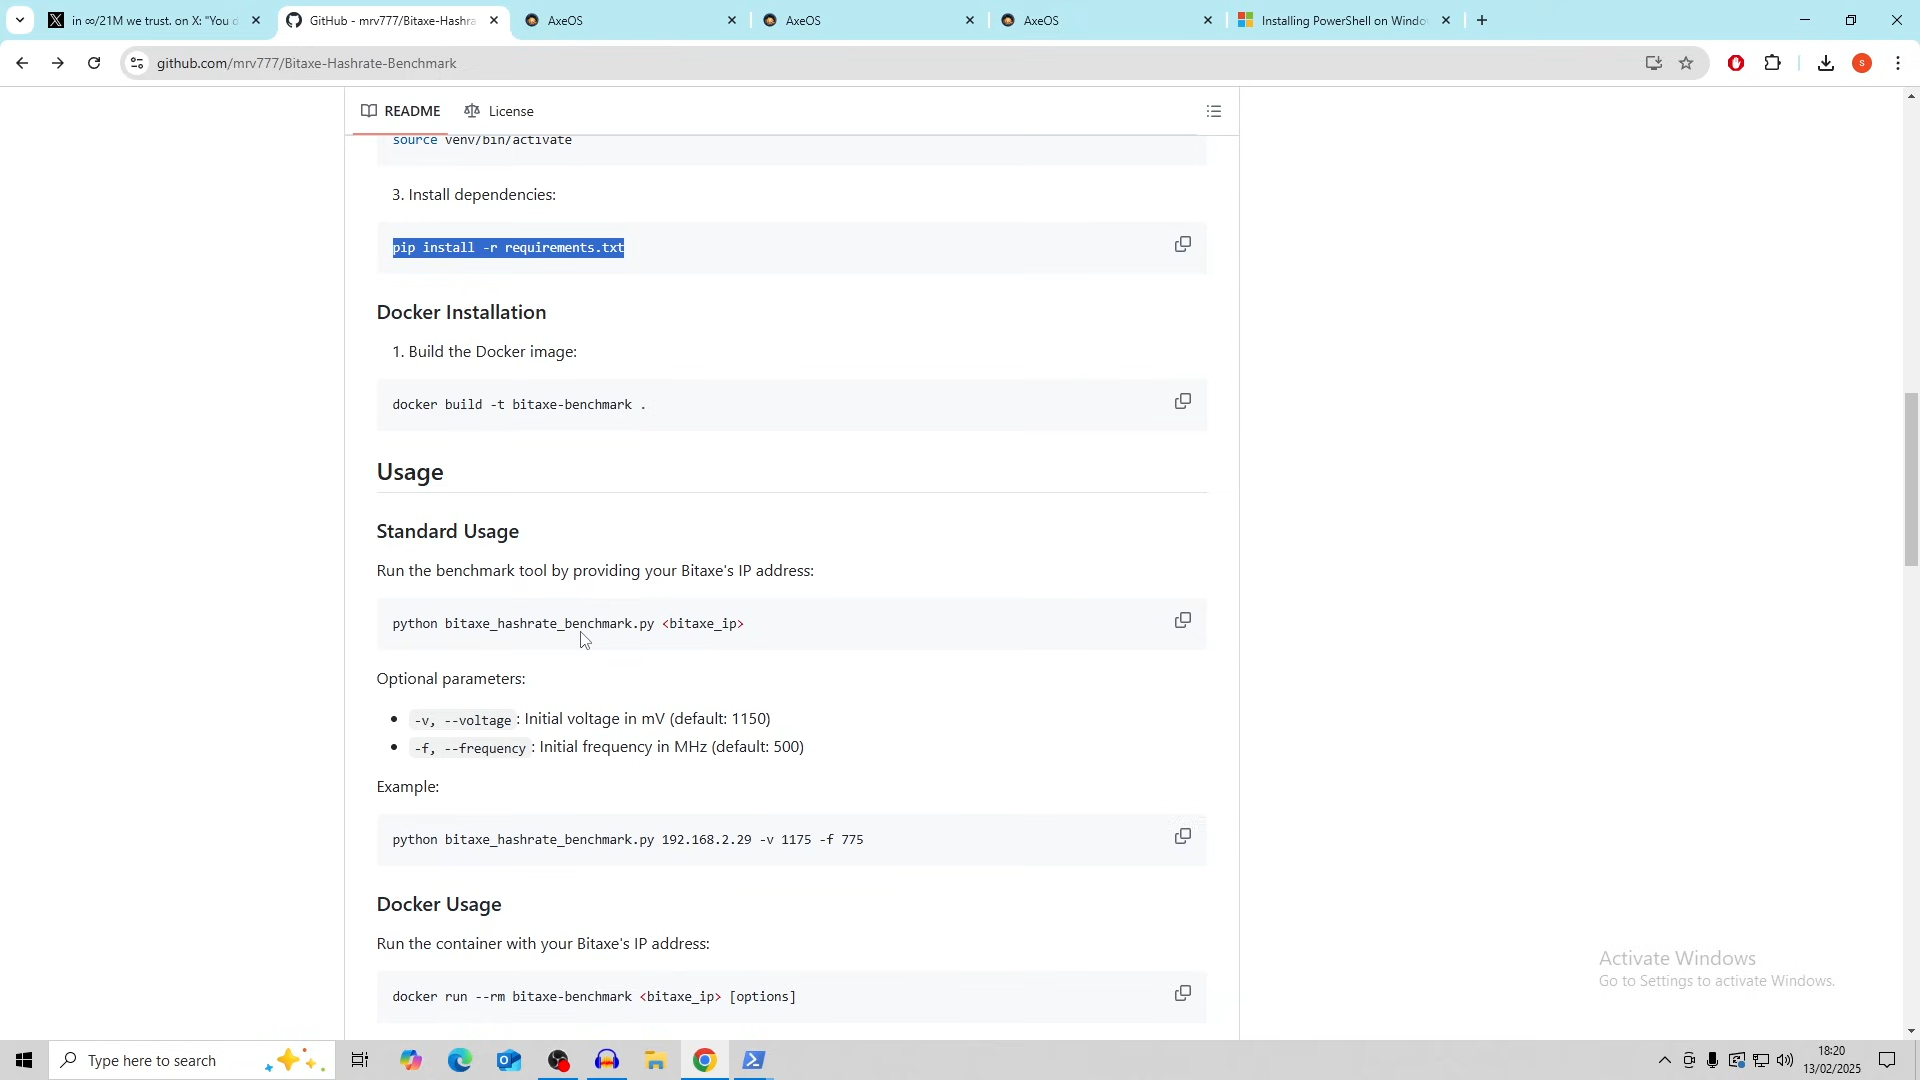 in ∞/21M we trust. on X: "You d
GitHub - mrv777/Bitaxe-Hashra
AxeOS
AxeOS
AxeOS
Installing PowerShell on Windo
github.com/mrv777/Bitaxe-Hashrate-Benchmark
S
README
License
source venv/bin/activate
3. Install dependencies:
pip install -r requirements.txt
Docker Installation
1. Build the Docker image:
docker build -t bitaxe-benchmark .
Usage
Standard Usage
Run the benchmark tool by providing your Bitaxe's IP address:
python bitaxe_hashrate_benchmark.py <bitaxe_ip>
Optional parameters:
-v, --voltage : Initial voltage in mV (default: 1150)
-f, --frequency : Initial frequency in MHz (default: 500)
Example:
python bitaxe_hashrate_benchmark.py 192.168.2.29 -v 1175 -f 775
Docker Usage
Run the container with your Bitaxe's IP address:
docker run --rm bitaxe-benchmark <bitaxe_ip> [options]
Activate Windows
Go to Settings to activate Windows.
Type here to search
18:20
13/02/2025